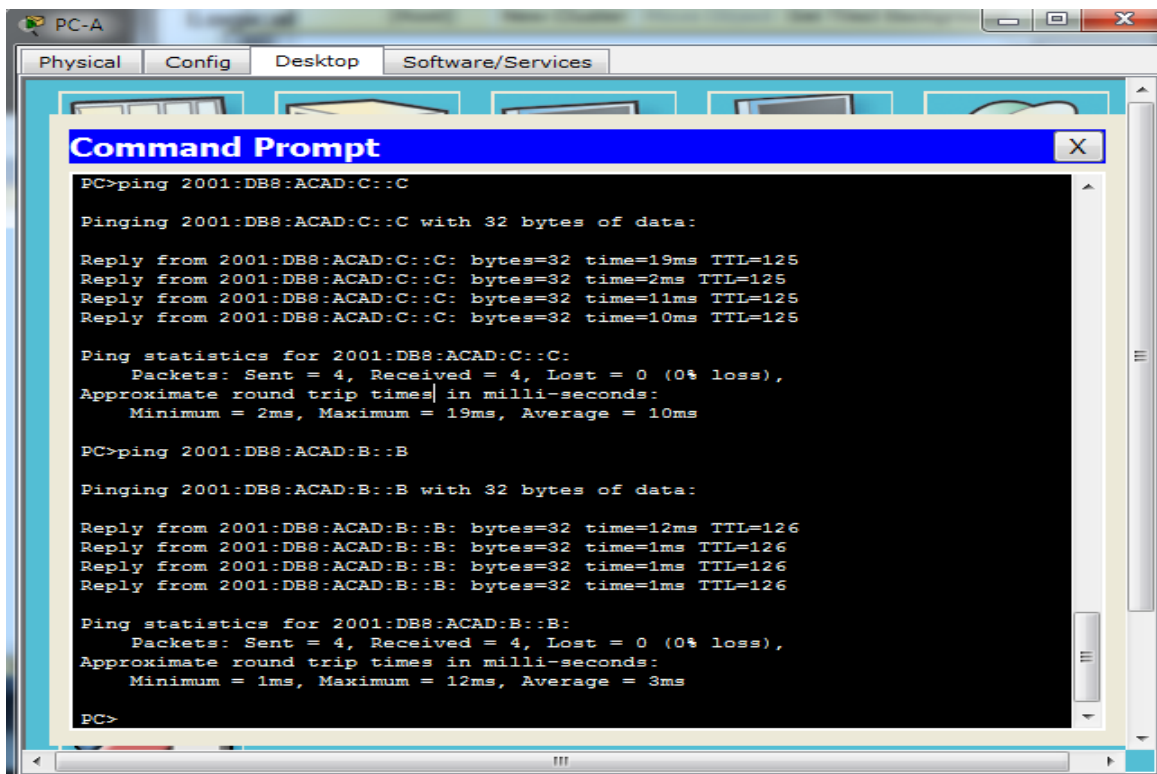 PC-A
Physical Config Desktop Software/Services
Command Prompt
X
PC>ping 2001:DB8:ACAD:C::C
Pinging 2001:DB8:ACAD:C::C with 32 bytes of data:
Reply from 2001:DB8:ACAD:C::C: bytes=32 time=19ms TTL=125
Reply from 2001:DB8:ACAD:C::C: bytes=32 time=2ms TTL=125
Reply from 2001:DB8:ACAD:C::C: bytes=32 time=11ms TTL=125
Reply from 2001:DB8:ACAD:C::C: bytes=32 time=10ms TTL=125
Ping statistics for 2001:DB8:ACAD:C::C:
Packets: Sent = 4, Received = 4, Lost = 0 (0% loss),
Approximate round trip times in milli-seconds:
Minimum = 2ms, Maximum = 19ms, Average = 10ms
PC>ping 2001:DB8:ACAD:B::B
Pinging 2001:DB8:ACAD:B::B with 32 bytes of data:
Reply from 2001:DB8:ACAD:B::B: bytes=32 time=12ms TTL=126
Reply from 2001:DB8:ACAD:B::B: bytes=32 time=1ms TTL=126
Reply from 2001:DB8:ACAD:B::B: bytes=32 time=1ms TTL=126
Reply from 2001:DB8:ACAD:B::B: bytes=32 time=1ms TTL=126
Ping statistics for 2001:DB8:ACAD:B::B:
Packets: Sent = 4, Received = 4, Lost = 0 (0% loss),
Approximate round trip times in milli-seconds:
Minimum = 1ms, Maximum = 12ms, Average = 3ms
PC>